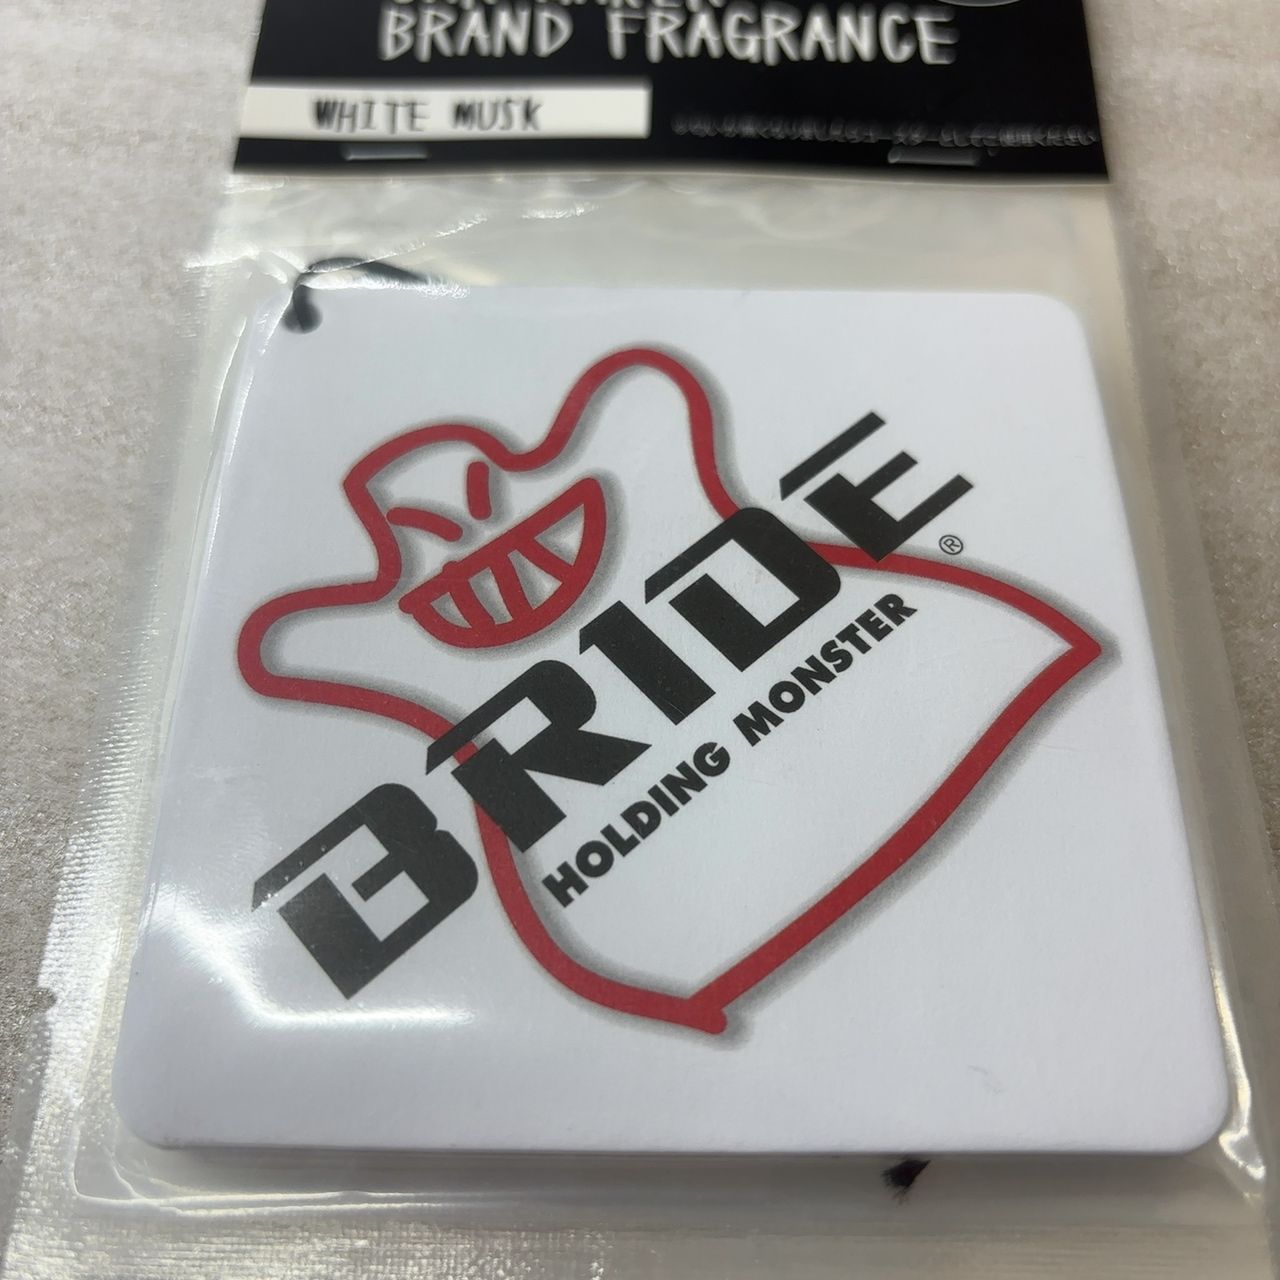 BRAND FRAGRANCE
WHITE MUSK
BRIDE®
HOLDING MONSTER